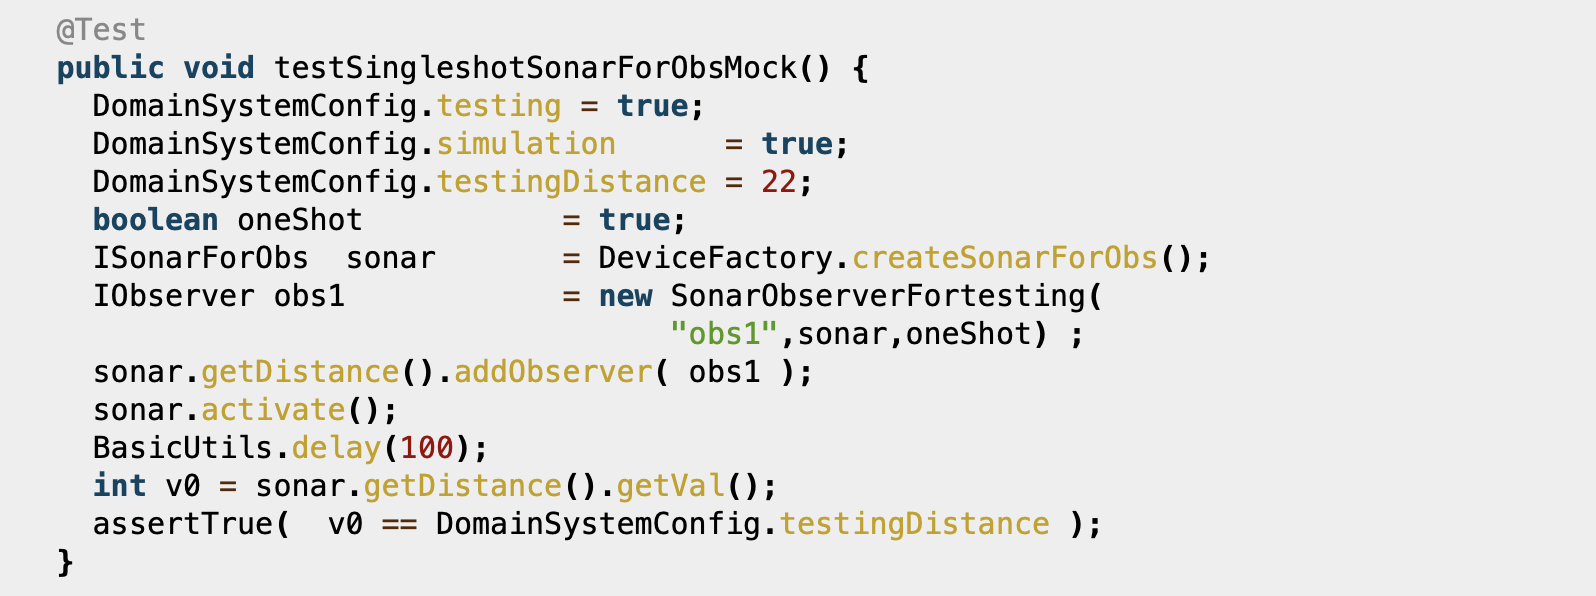 @Test
public void testSingleshotSonarForObsMock() {
  DomainSystemConfig.testing = true;
  DomainSystemConfig.simulation      = true;
  DomainSystemConfig.testingDistance = 22;
  boolean oneShot           = true;
  ISonarForObs  sonar       = DeviceFactory.createSonarForObs();
  IObserver obs1            = new SonarObserverFortesting(
                                  "obs1",sonar,oneShot) ;
  sonar.getDistance().addObserver( obs1 );
  sonar.activate();
  BasicUtils.delay(100);
  int v0 = sonar.getDistance().getVal();
  assertTrue(  v0 == DomainSystemConfig.testingDistance );
}